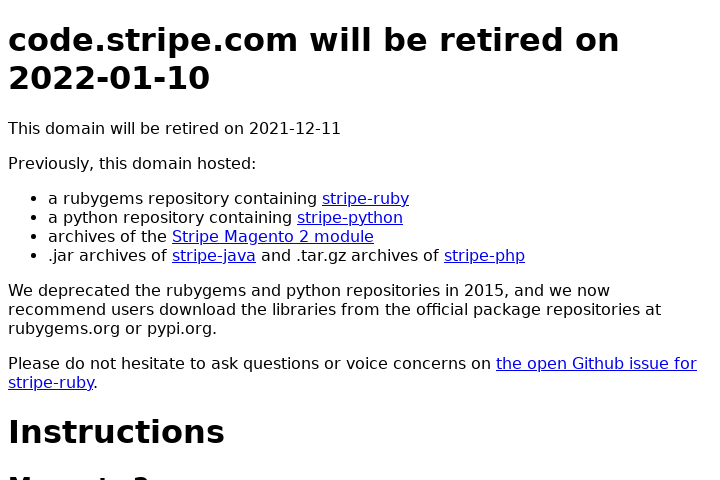 code.stripe.com will be retired on
2022-01-10
This domain will be retired on 2021-12-11
Previously, this domain hosted:
a rubygems repository containing stripe-ruby
a python repository containing stripe-python
archives of the Stripe Magento 2 module
.jar archives of stripe-java and .tar.gz archives of stripe-php
We deprecated the rubygems and python repositories in 2015, and we now
recommend users download the libraries from the official package repositories at
rubygems.org or pypi.org.
Please do not hesitate to ask questions or voice concerns on the open Github issue for
stripe-ruby.
Instructions